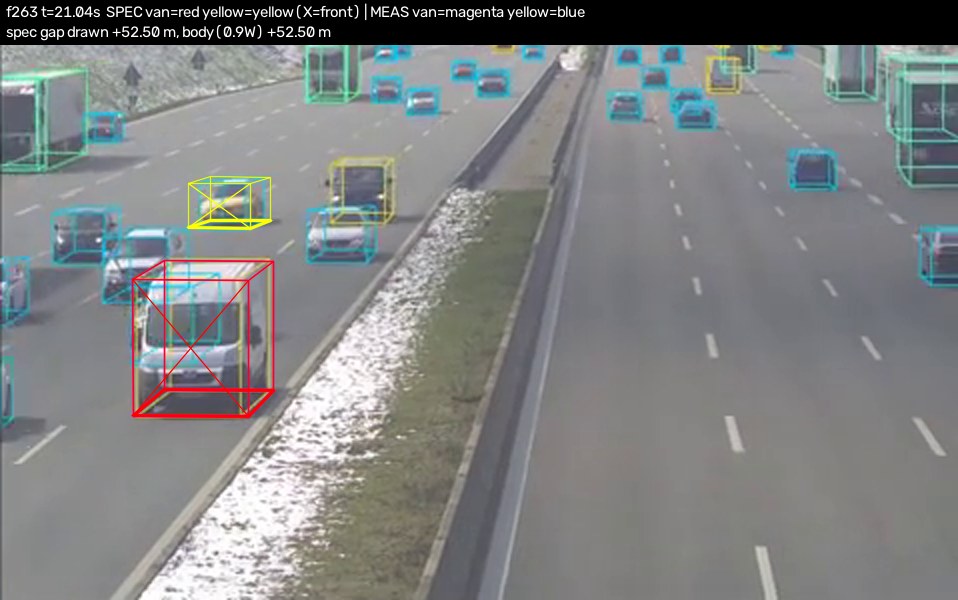 f263 t=21.04s SPEC van=red yellow=yellow(X=front) | MEAS van=magenta yellow=blue
spec gap drawn +52.50 m, body(0.9W) +52.50 m